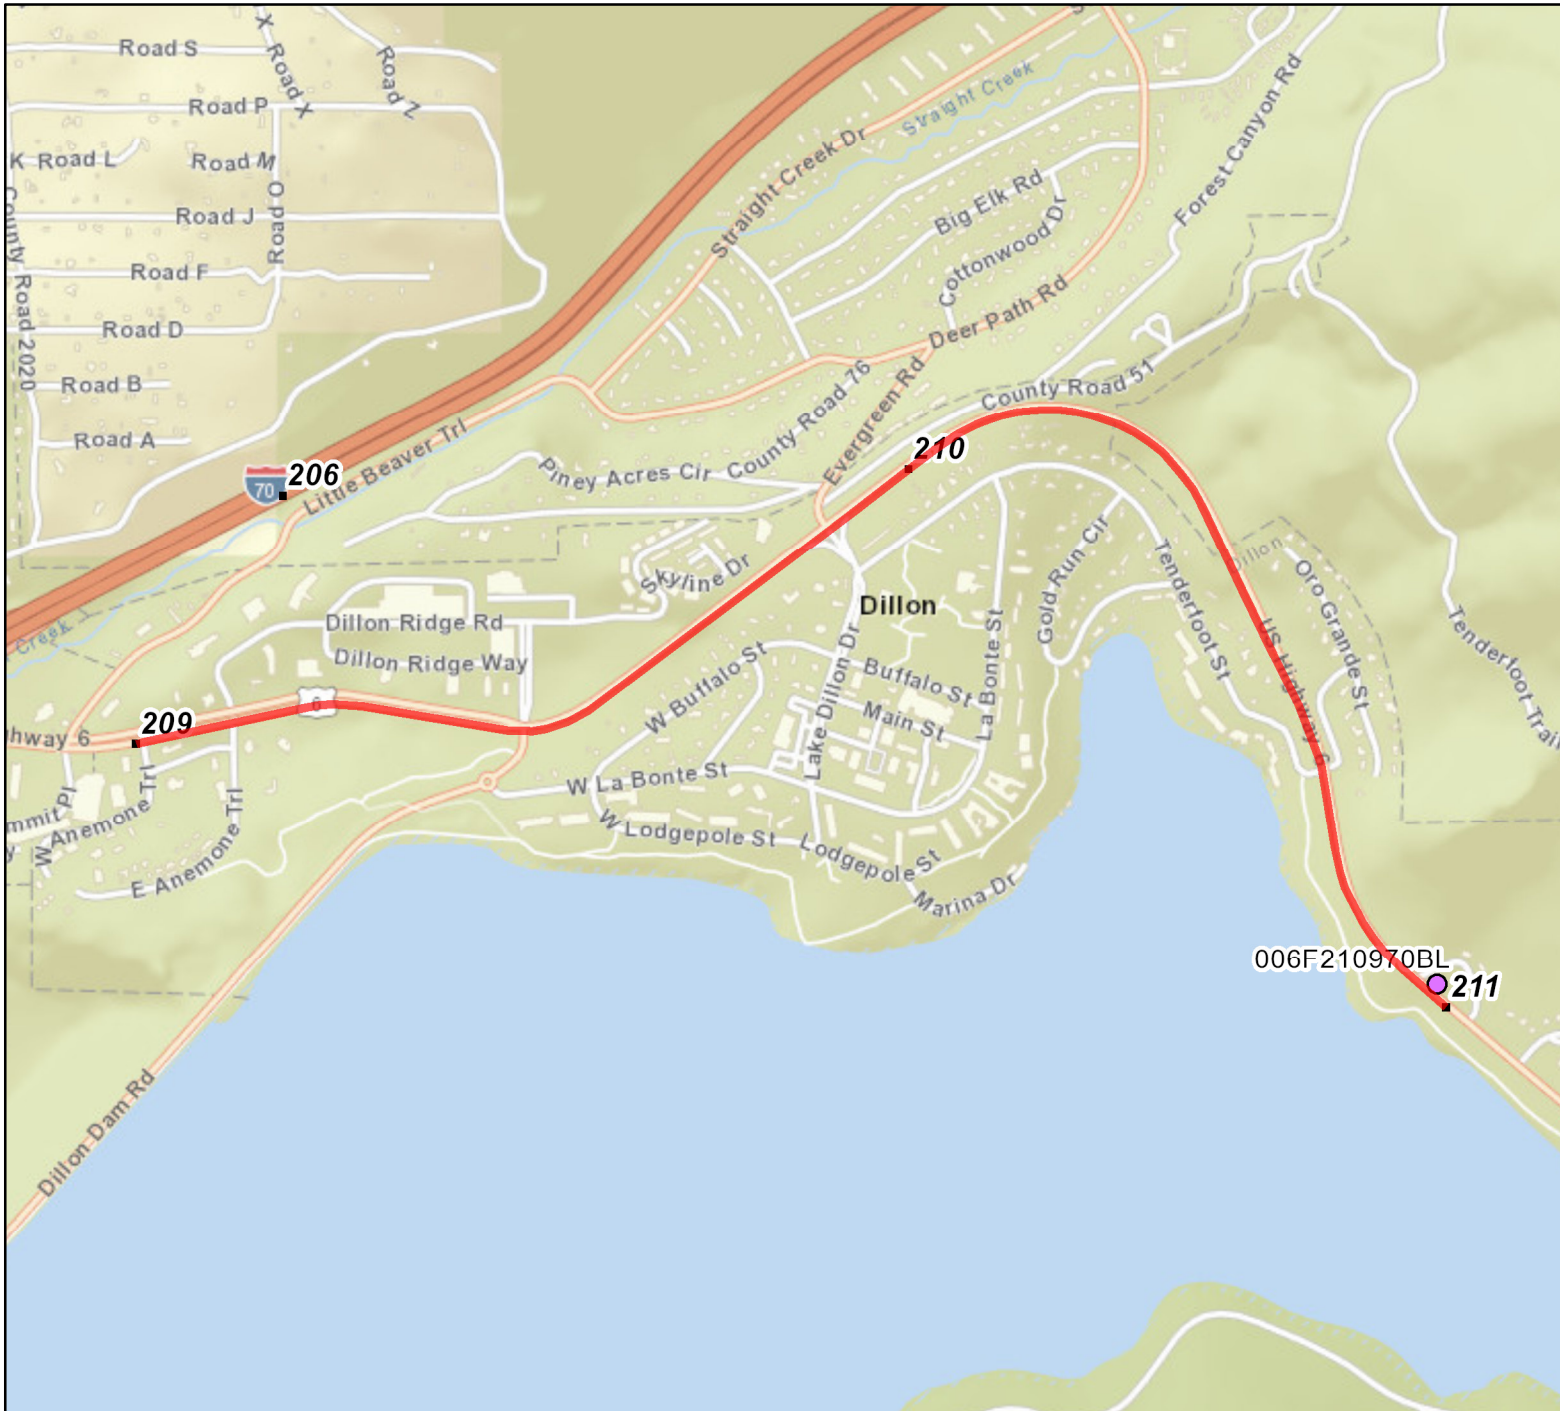 Road S
Road X
X
Road Z
Road P
K
Road L
Road M
Road O
Road J
Road F
Road D
Road B
Road A
County Road 2020
Straight Creek
Straight Creek Dr
Big Elk Rd
Cottonwood Dr
Forest Canyon Rd
Deer Path Rd
County Road 51
County Road 76
Evergreen Rd
Piney Acres Cir
Little Beaver Trl
206
70
210
Skyline Dr
Dillon
Dillon
Creek
Dillon Ridge Rd
Dillon Ridge Way
6
209
hway 6
W Buffalo St
Buffalo St
Main St
La Bonte St
Lake Dillon Dr
Gold Run Cir
Tenderfoot St
Oro Grande St
US Highway 6
Tenderfoot Trail
W La Bonte St
W Lodgepole St
Lodgepole St
Marina Dr
mmit Pl
W Anemone Trl
E Anemone Trl
006F210970BL
211
Dillon Dam Rd